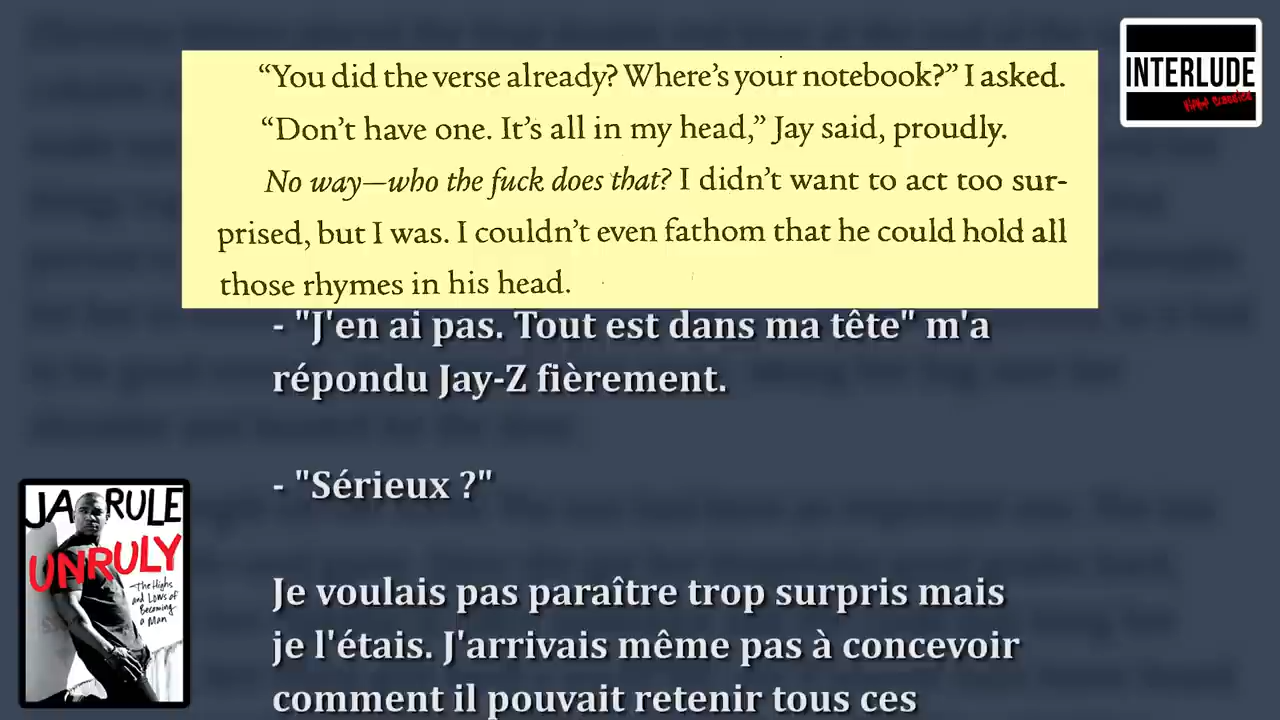 “You did the verse already? Where’s your notebook?” I asked.
“Don’t have one. It’s all in my head,” Jay said, proudly.
No way—who the fuck does that? I didn’t want to act too sur-
prised, but I was. I couldn’t even fathom that he could hold all
those rhymes in his head.
- "J'en ai pas. Tout est dans ma tête" m'a
répondu Jay-Z fièrement.
- "Sérieux ?"
Je voulais pas paraître trop surpris mais
je l'étais. J'arrivais même pas à concevoir
comment il pouvait retenir tous ces
INTERLUDE
JA RULE
UNRULY
The Highs
and Lows of
Becoming
a Man